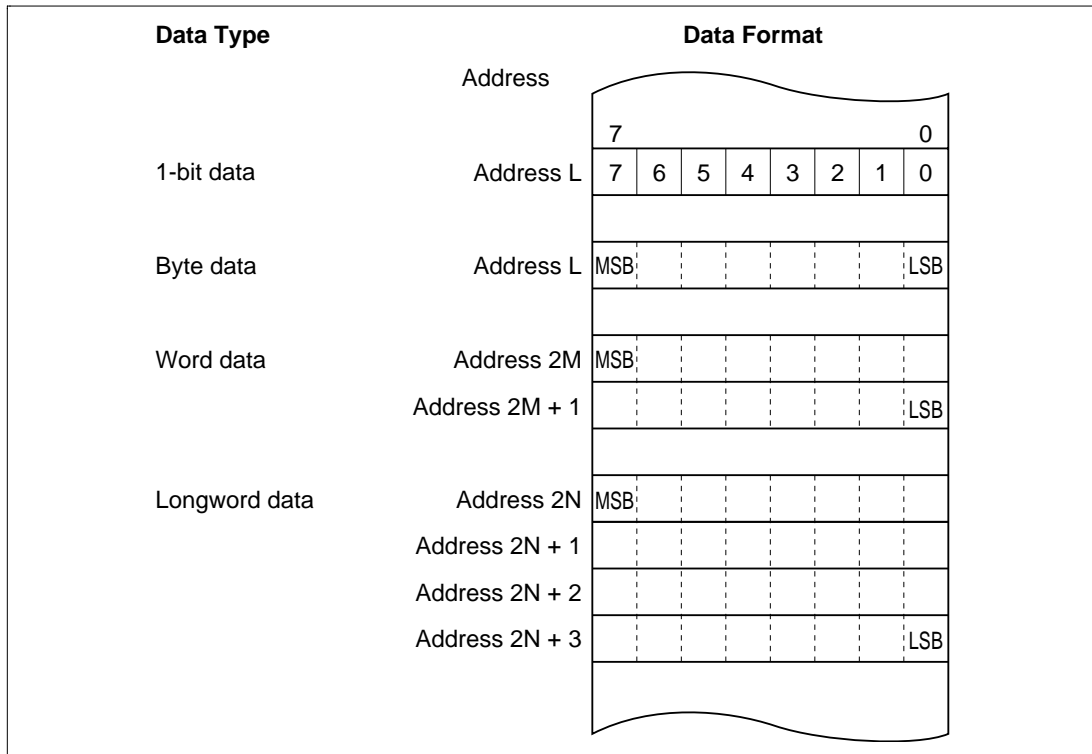 Data Type Data Format
Address
7 0
1-bit data Address L 7 6 5 4 3 2 1 0
Byte data Address L MSB LSB
Word data Address 2M MSB
Address 2M + 1 LSB
Longword data Address 2N MSB
Address 2N + 1
Address 2N + 2
Address 2N + 3 LSB